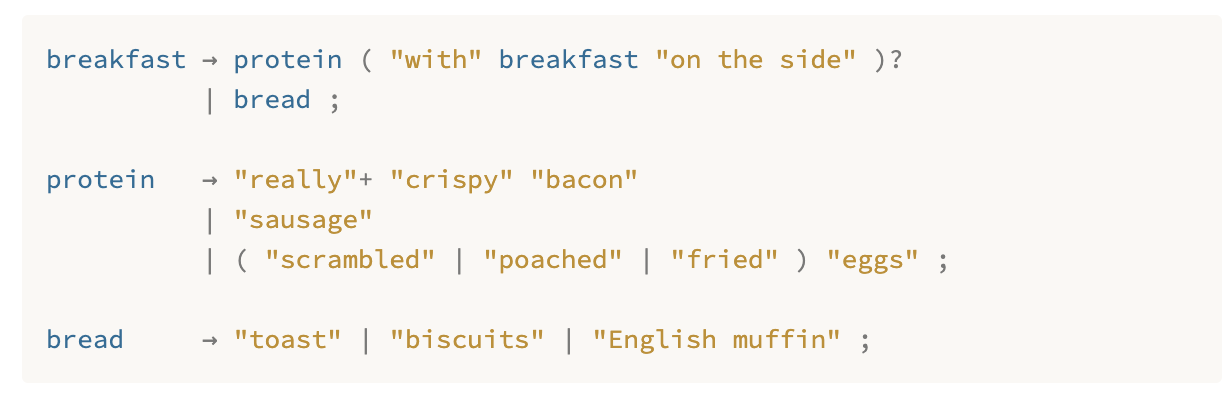 breakfast → protein ( "with" breakfast "on the side" )?
| bread ;
protein → "really"+ "crispy" "bacon"
| "sausage"
| ( "scrambled" | "poached" | "fried" ) "eggs" ;
bread → "toast" | "biscuits" | "English muffin" ;